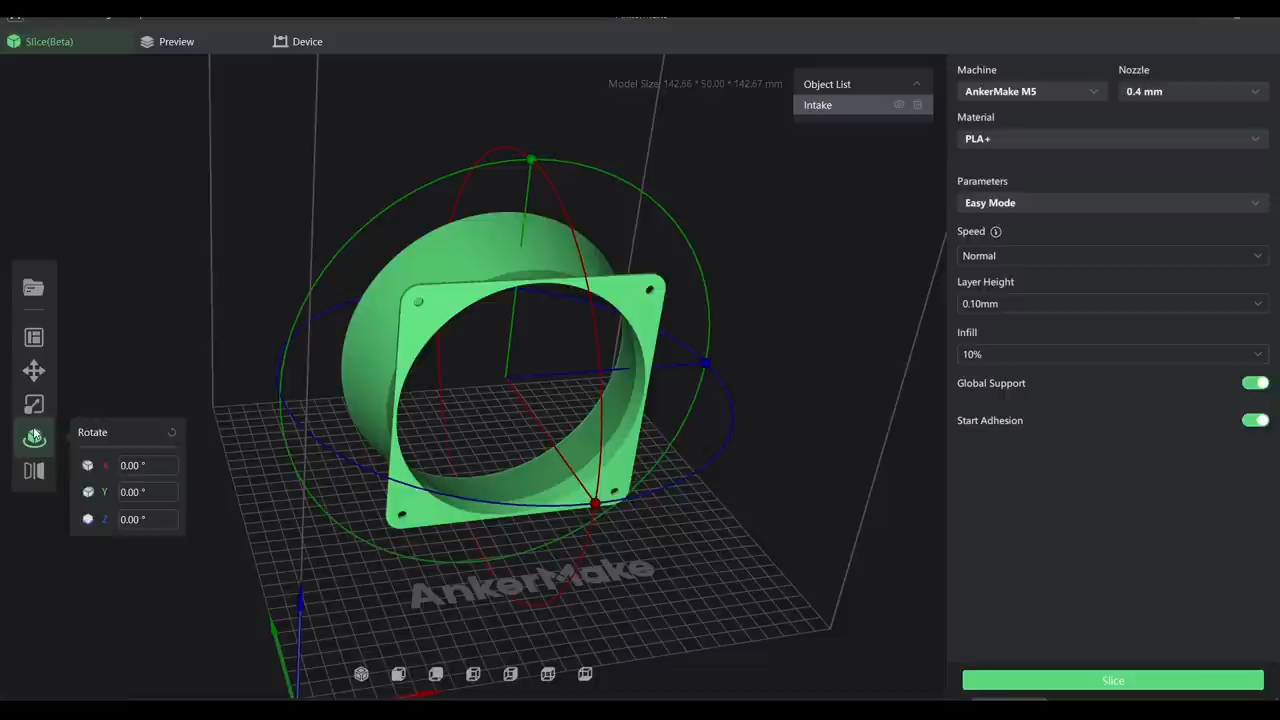 Slice(Beta)
Preview
Device
Model Size: 142.66 * 50.00 * 142.67 mm
Object List
Intake
Machine
Nozzle
AnkerMake M5
0.4 mm
Material
PLA+
Parameters
Easy Mode
Speed
Normal
Layer Height
0.10mm
Infill
10%
Global Support
Start Adhesion
Rotate
X 0.00 °
Y 0.00 °
Z 0.00 °
AnkerMake
Slice